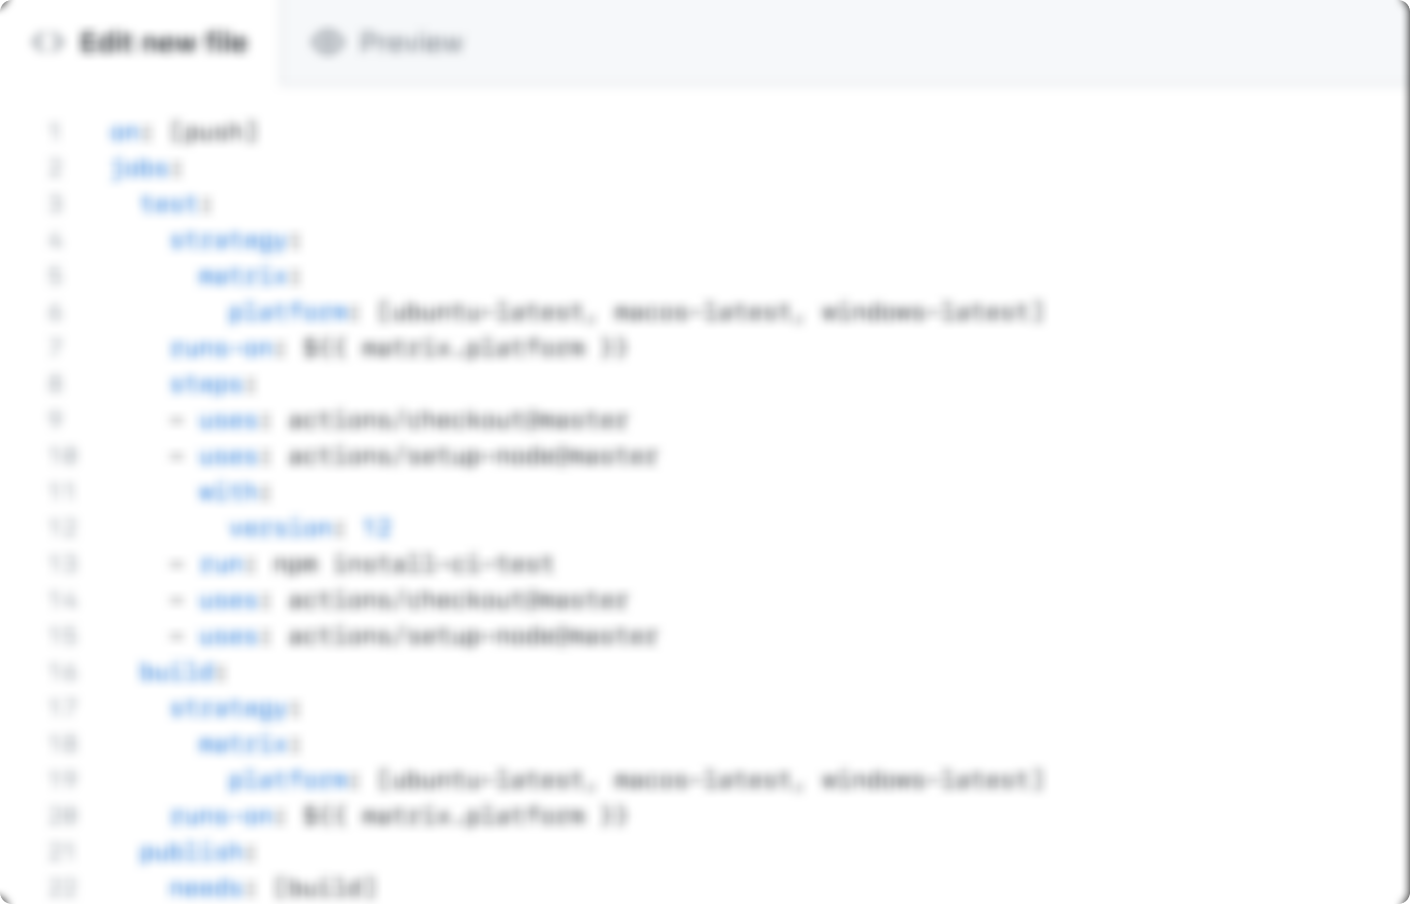 Edit new file
Preview
1 on: [push]
2 jobs:
3 test:
4 strategy:
5 matrix:
6 platform: [ubuntu-latest, macos-latest, windows-latest]
7 runs-on: ${{ matrix.platform }}
8 steps:
9 - uses: actions/checkout@master
10 - uses: actions/setup-node@master
11 with:
12 version: 12
13 - run: npm install-ci-test
14 - uses: actions/checkout@master
15 - uses: actions/setup-node@master
16 build:
17 strategy:
18 matrix:
19 platform: [ubuntu-latest, macos-latest, windows-latest]
20 runs-on: ${{ matrix.platform }}
21 publish:
22 needs: [build]